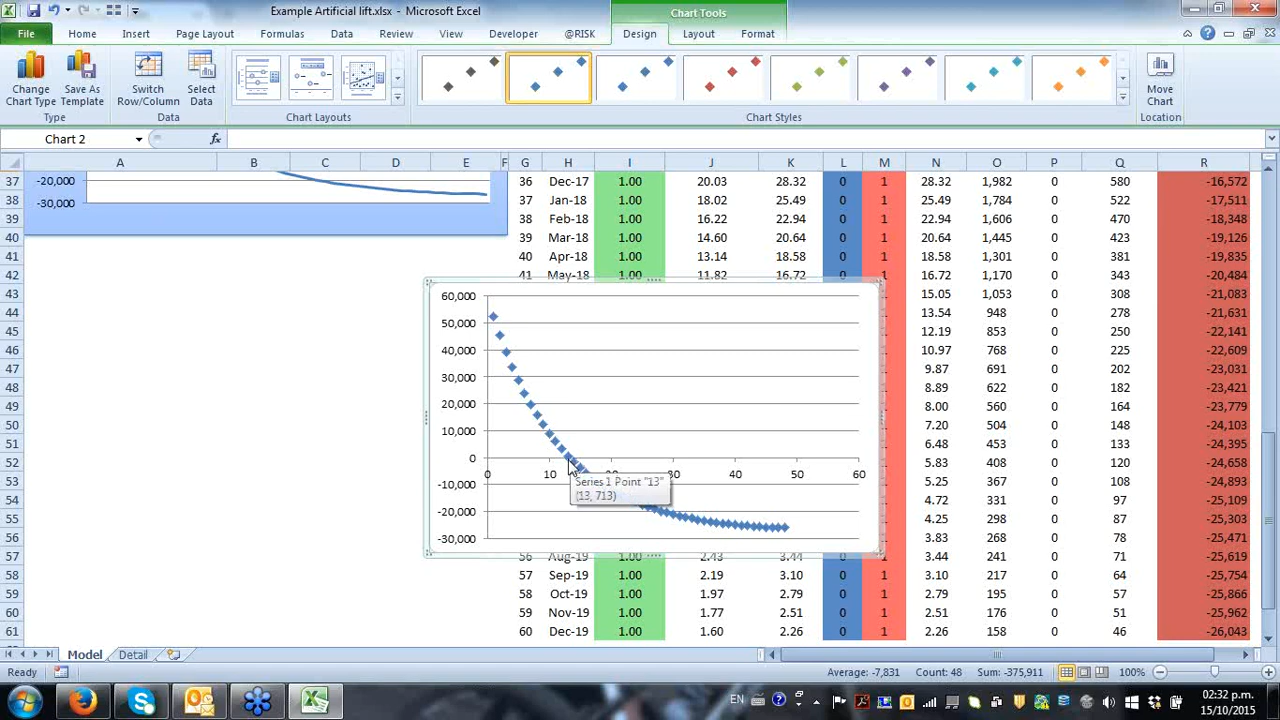 Example Artificial lift.xlsx - Microsoft Excel
Chart Tools
File Home Insert Page Layout Formulas Data Review View Developer @RISK Design Layout Format
Change Chart Type
Save As Template
Switch Row/Column
Select Data
Move Chart
Type Data Chart Layouts Chart Styles Location
Chart 2 fx
A B C D E F G H I J K L M N O P Q R
37 -20,000 36 Dec-17 1.00 20.03 28.32 0 1 28.32 1,982 0 580 -16,572
38 -30,000 37 Jan-18 1.00 18.02 25.49 0 1 25.49 1,784 0 522 -17,511
39 38 Feb-18 1.00 16.22 22.94 0 1 22.94 1,606 0 470 -18,348
40 39 Mar-18 1.00 14.60 20.64 0 1 20.64 1,445 0 423 -19,126
41 40 Apr-18 1.00 13.14 18.58 0 1 18.58 1,301 0 381 -19,835
42 41 May-18 1.00 11.82 16.72 0 1 16.72 1,170 0 343 -20,484
43 15.05 1,053 0 308 -21,083
44 13.54 948 0 278 -21,631
45 12.19 853 0 250 -22,141
46 10.97 768 0 225 -22,609
47 9.87 691 0 202 -23,031
48 8.89 622 0 182 -23,421
49 8.00 560 0 164 -23,779
50 7.20 504 0 148 -24,103
51 6.48 453 0 133 -24,395
52 5.83 408 0 120 -24,658
53 5.25 367 0 108 -24,893
54 4.72 331 0 97 -25,109
55 4.25 298 0 87 -25,303
56 3.83 268 0 78 -25,471
57 56 Aug-19 1.00 2.43 3.44 0 1 3.44 241 0 71 -25,619
58 57 Sep-19 1.00 2.19 3.10 0 1 3.10 217 0 64 -25,754
59 58 Oct-19 1.00 1.97 2.79 0 1 2.79 195 0 57 -25,866
60 59 Nov-19 1.00 1.77 2.51 0 1 2.51 176 0 51 -25,962
61 60 Dec-19 1.00 1.60 2.26 0 1 2.26 158 0 46 -26,043
60,000
50,000
40,000
30,000
20,000
10,000
0
-10,000
-20,000
-30,000
0 10 20 30 40 50 60
Series 1 Point "13"
(13, 713)
Model Detail
Ready Average: -7,831 Count: 48 Sum: -375,911 100%
EN 02:32 p.m.
15/10/2015